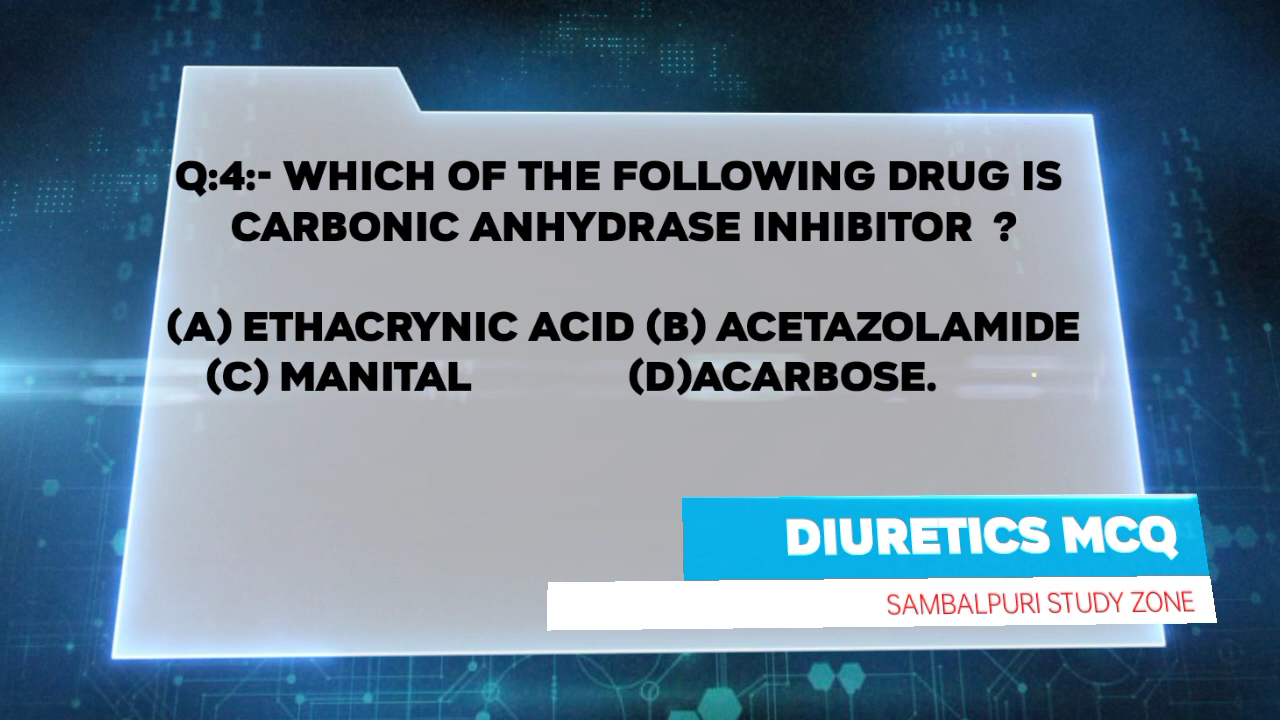 Q:4:- WHICH OF THE FOLLOWING DRUG IS
CARBONIC ANHYDRASE INHIBITOR ?
(A) ETHACRYNIC ACID (B) ACETAZOLAMIDE
(C) MANITAL (D)ACARBOSE.
DIURETICS MCQ
SAMBALPURI STUDY ZONE